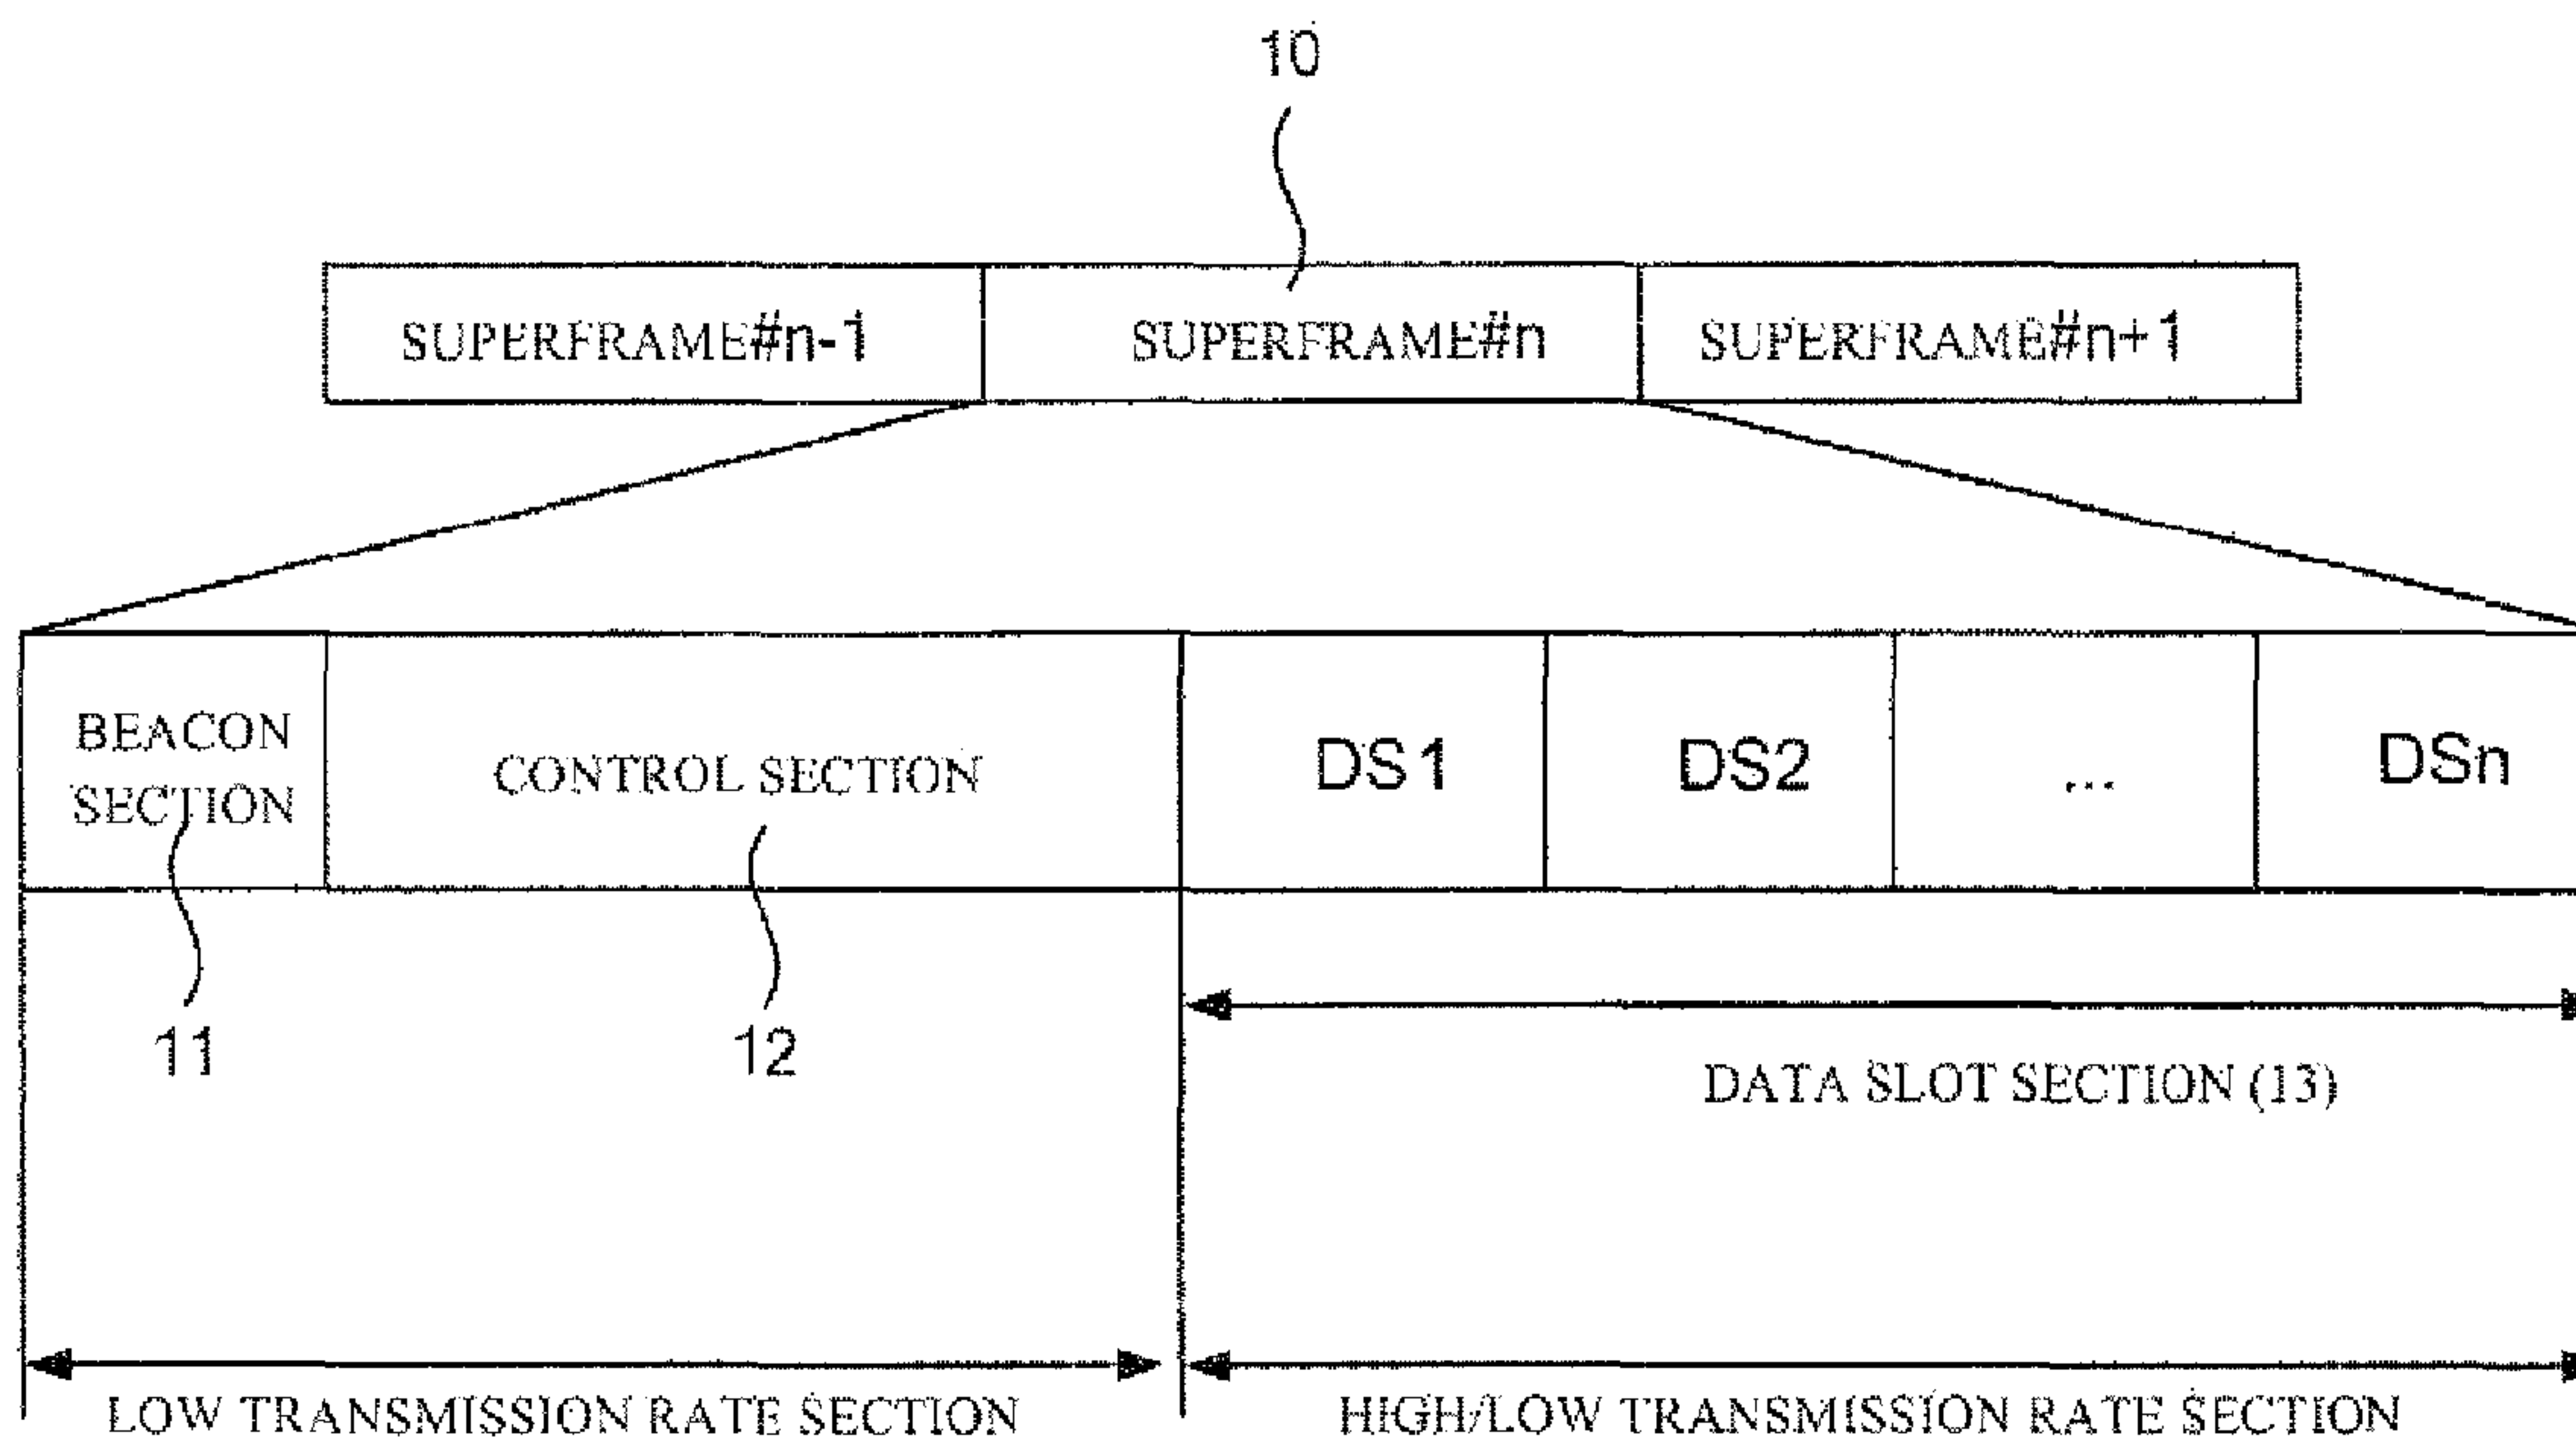 10
SUPERFRAME#n-1 SUPERFRAME#n SUPERFRAME#n+1
BEACON
SECTION
CONTROL SECTION
DS1 DS2 ... DSn
11 12
DATA SLOT SECTION (13)
LOW TRANSMISSION RATE SECTION HIGH/LOW TRANSMISSION RATE SECTION